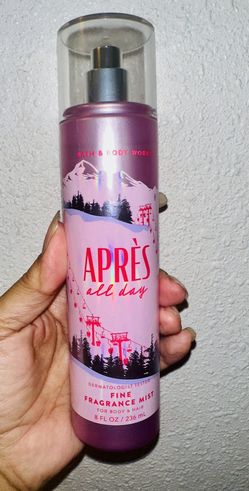 BATH & BODY WORKS
APRÈS
all day
DERMATOLOGIST TESTED
FINE
FRAGRANCE MIST
FOR BODY & HAIR
8 FL OZ / 236 mL